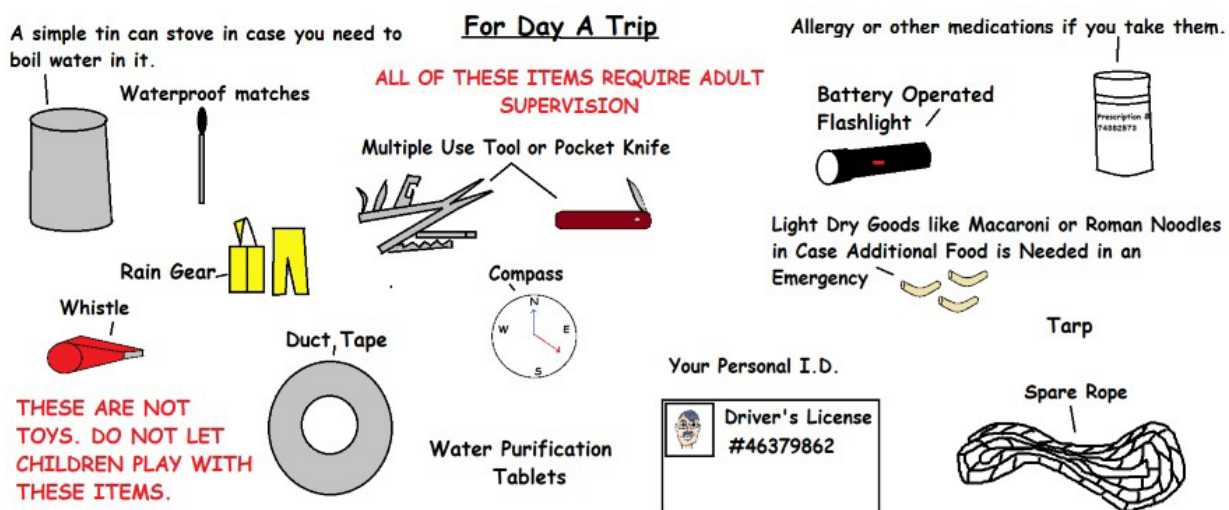 For Day A Trip
ALL OF THESE ITEMS REQUIRE ADULT
SUPERVISION
A simple tin can stove in case you need to
boil water in it.
Waterproof matches
Multiple Use Tool or Pocket Knife
Allergy or other medications if you take them.
Prescription #
74382573
Battery Operated
Flashlight
Light Dry Goods like Macaroni or Roman Noodles
in Case Additional Food is Needed in an
Emergency
Rain Gear
Compass
N
W
E
S
Whistle
Duct Tape
Tarp
Your Personal I.D.
Driver's License
#46379862
Spare Rope
THESE ARE NOT
TOYS. DO NOT LET
CHILDREN PLAY WITH
THESE ITEMS.
Water Purification
Tablets